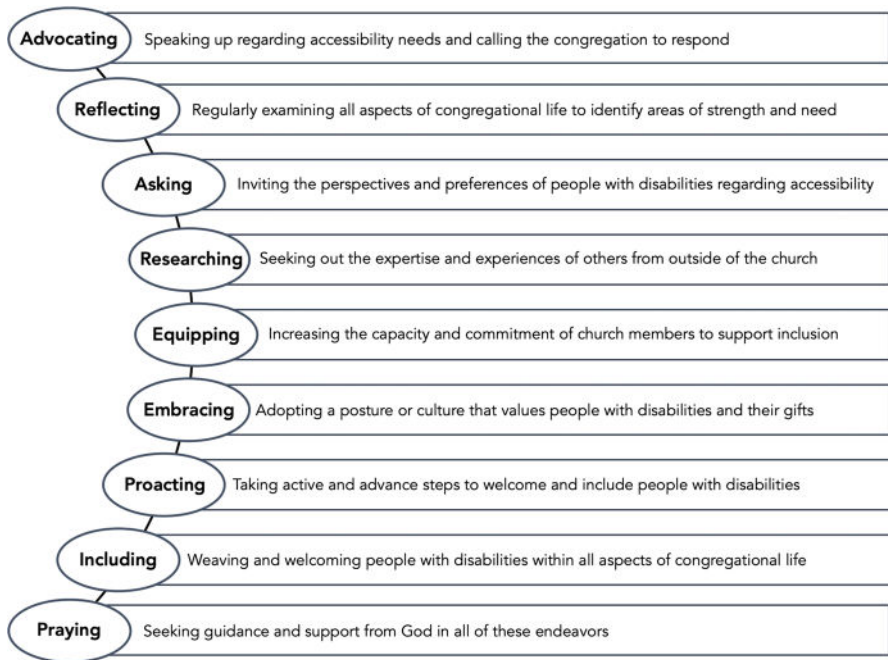 Advocating Speaking up regarding accessibility needs and calling the congregation to respond
Reflecting Regularly examining all aspects of congregational life to identify areas of strength and need
Asking Inviting the perspectives and preferences of people with disabilities regarding accessibility
Researching Seeking out the expertise and experiences of others from outside of the church
Equipping Increasing the capacity and commitment of church members to support inclusion
Embracing Adopting a posture or culture that values people with disabilities and their gifts
Proacting Taking active and advance steps to welcome and include people with disabilities
Including Weaving and welcoming people with disabilities within all aspects of congregational life
Praying Seeking guidance and support from God in all of these endeavors